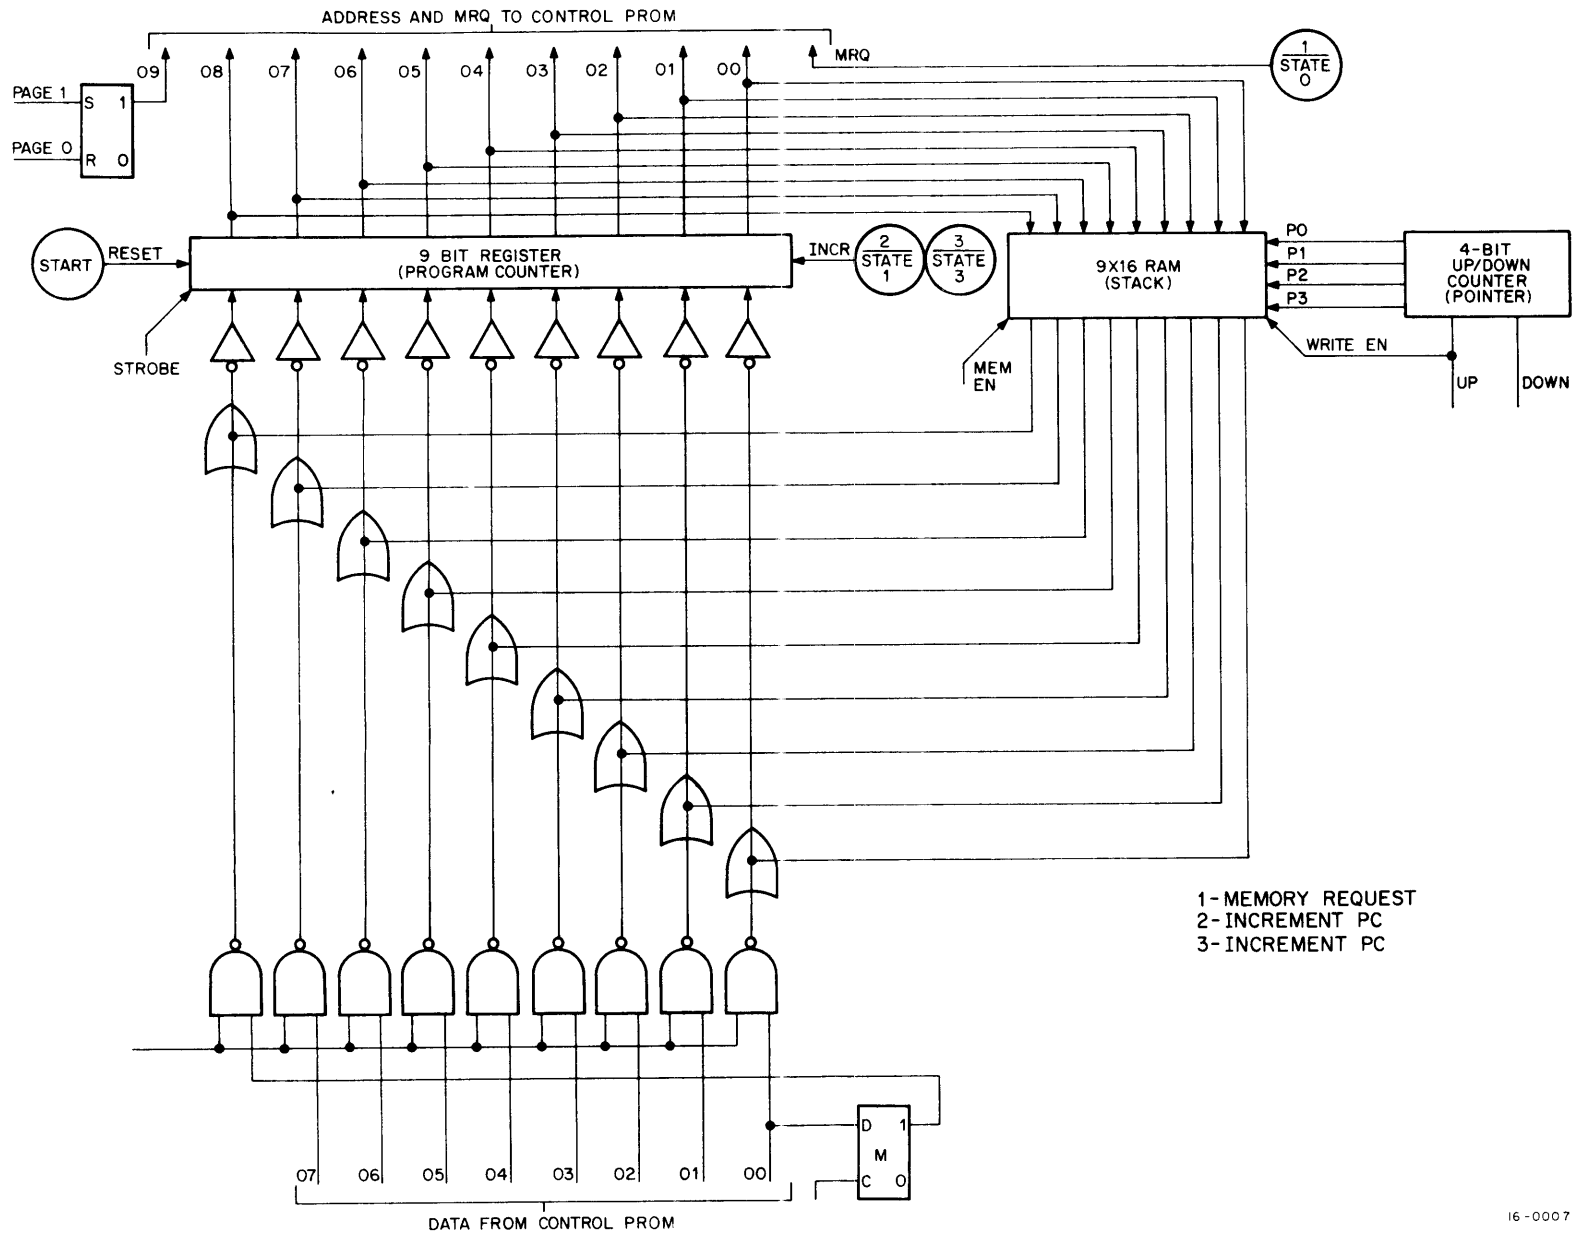 ADDRESS AND MRQ TO CONTROL PROM
09 08 07 06 05 04 03 02 01 00 MRQ
1
STATE
0
PAGE 1
S 1
PAGE 0
R 0
START
RESET
9 BIT REGISTER
(PROGRAM COUNTER)
INCR
2
STATE
1
3
STATE
3
9X16 RAM
(STACK)
P0
P1
P2
P3
4-BIT
UP/DOWN
COUNTER
(POINTER)
STROBE
MEM
EN
WRITE EN
UP
DOWN
1-MEMORY REQUEST
2-INCREMENT PC
3-INCREMENT PC
D 1
M
C 0
07 06 05 04 03 02 01 00
DATA FROM CONTROL PROM
16-0007